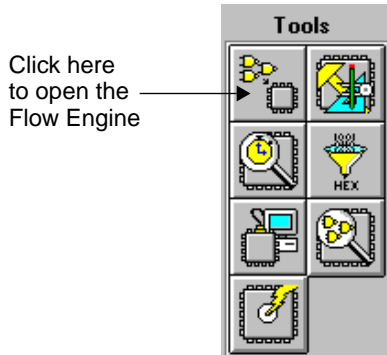 Tools
Click here
to open the
Flow Engine
HEX